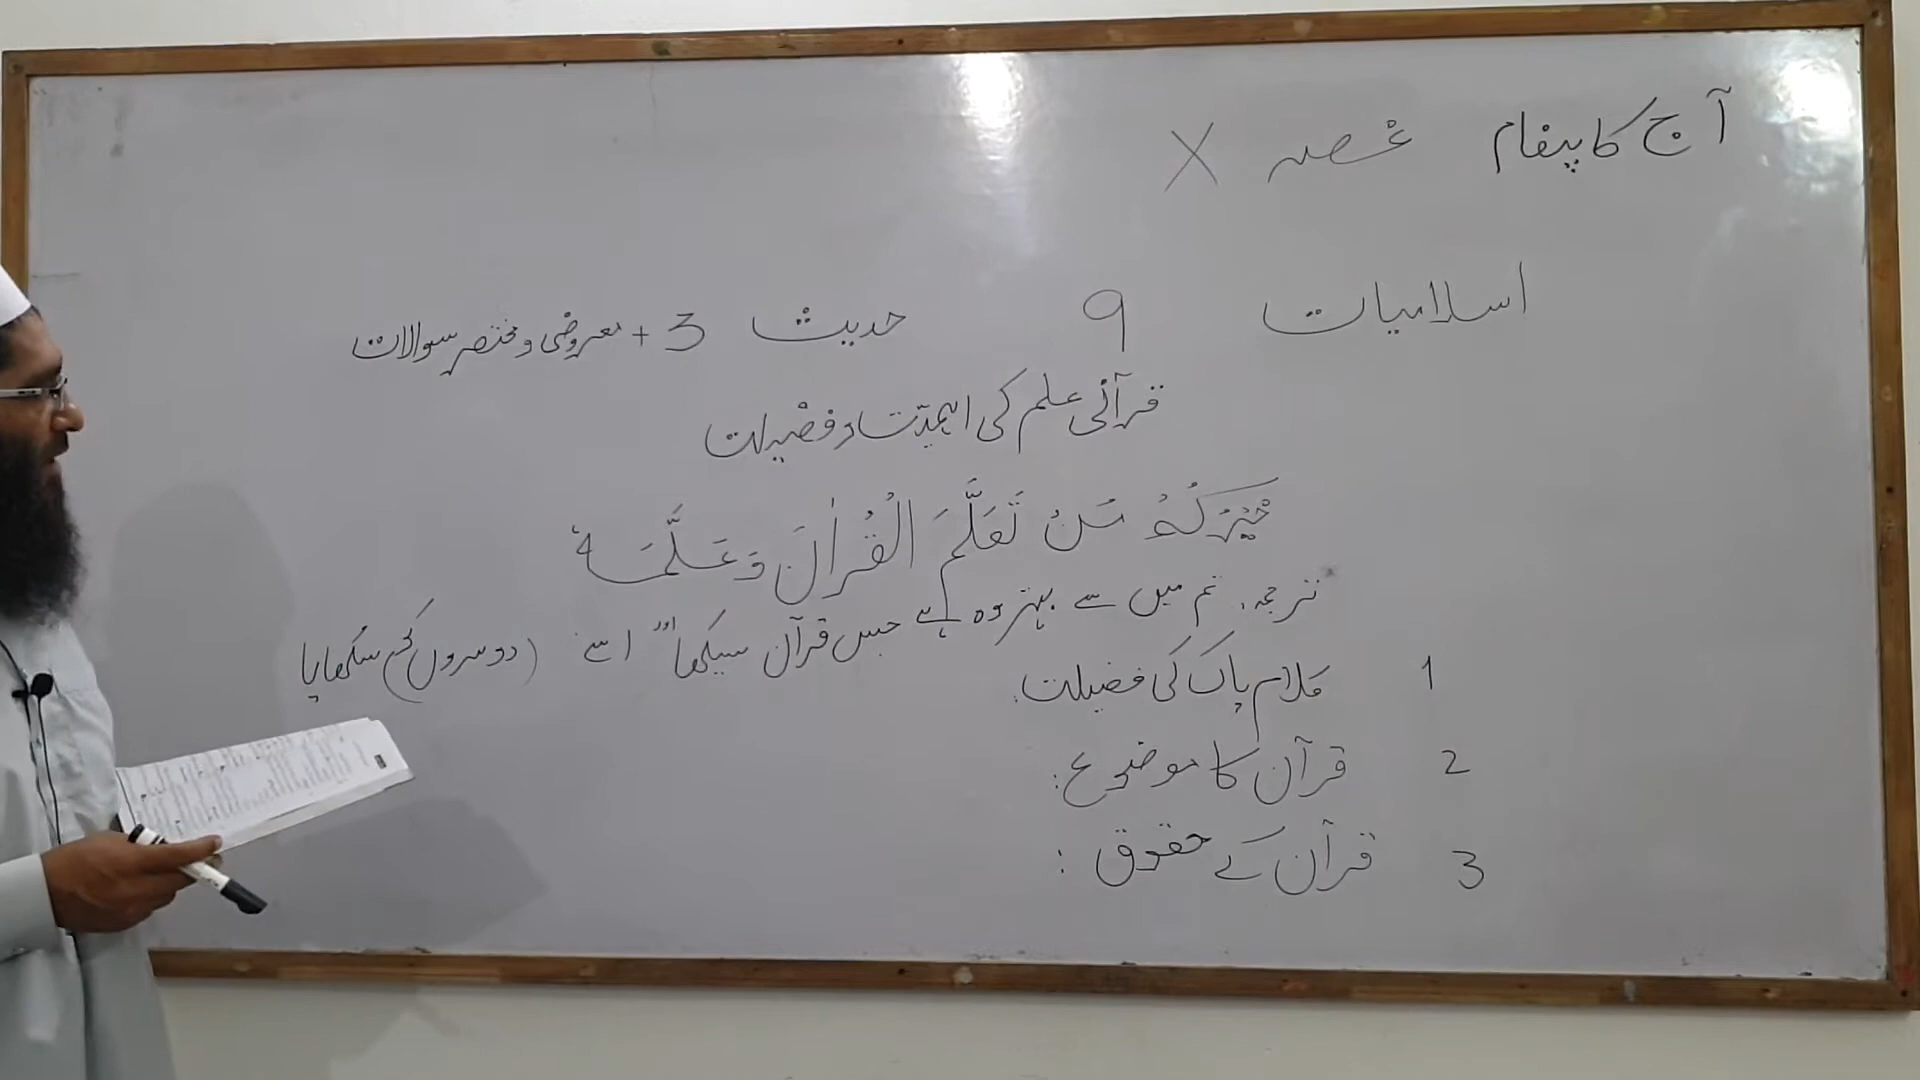 آج کا پیغام غصہ X
اسلامیات 9 حدیث 3 + معروضی و مختصر سوالات
قرآنی علم کی اہمیّت و فضیلت
خَيْرُكُمْ مَنْ تَعَلَّمَ الْقُرْاٰنَ وَعَلَّمَهٗ
ترجمہ: تم میں سے بہتر وہ ہے جس قرآن سیکھا اور اسے (دوسروں کو) سکھایا
1 کلام پاک کی فضیلت:
2 قرآن کا موضوع:
3 قرآن کے حقوق: